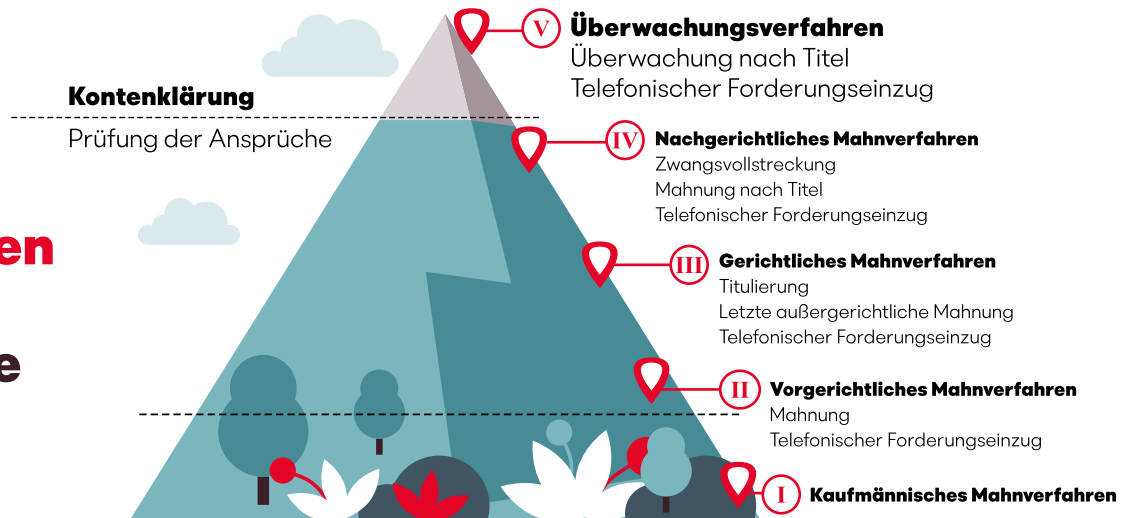 V
Überwachungsverfahren
Überwachung nach Titel
Telefonischer Forderungseinzug
Kontenklärung
Prüfung der Ansprüche
IV
Nachgerichtliches Mahnverfahren
Zwangsvollstreckung
Mahnung nach Titel
Telefonischer Forderungseinzug
en
III
Gerichtliches Mahnverfahren
Titulierung
Letzte außergerichtliche Mahnung
Telefonischer Forderungseinzug
e
II
Vorgerichtliches Mahnverfahren
Mahnung
Telefonischer Forderungseinzug
I
Kaufmännisches Mahnverfahren